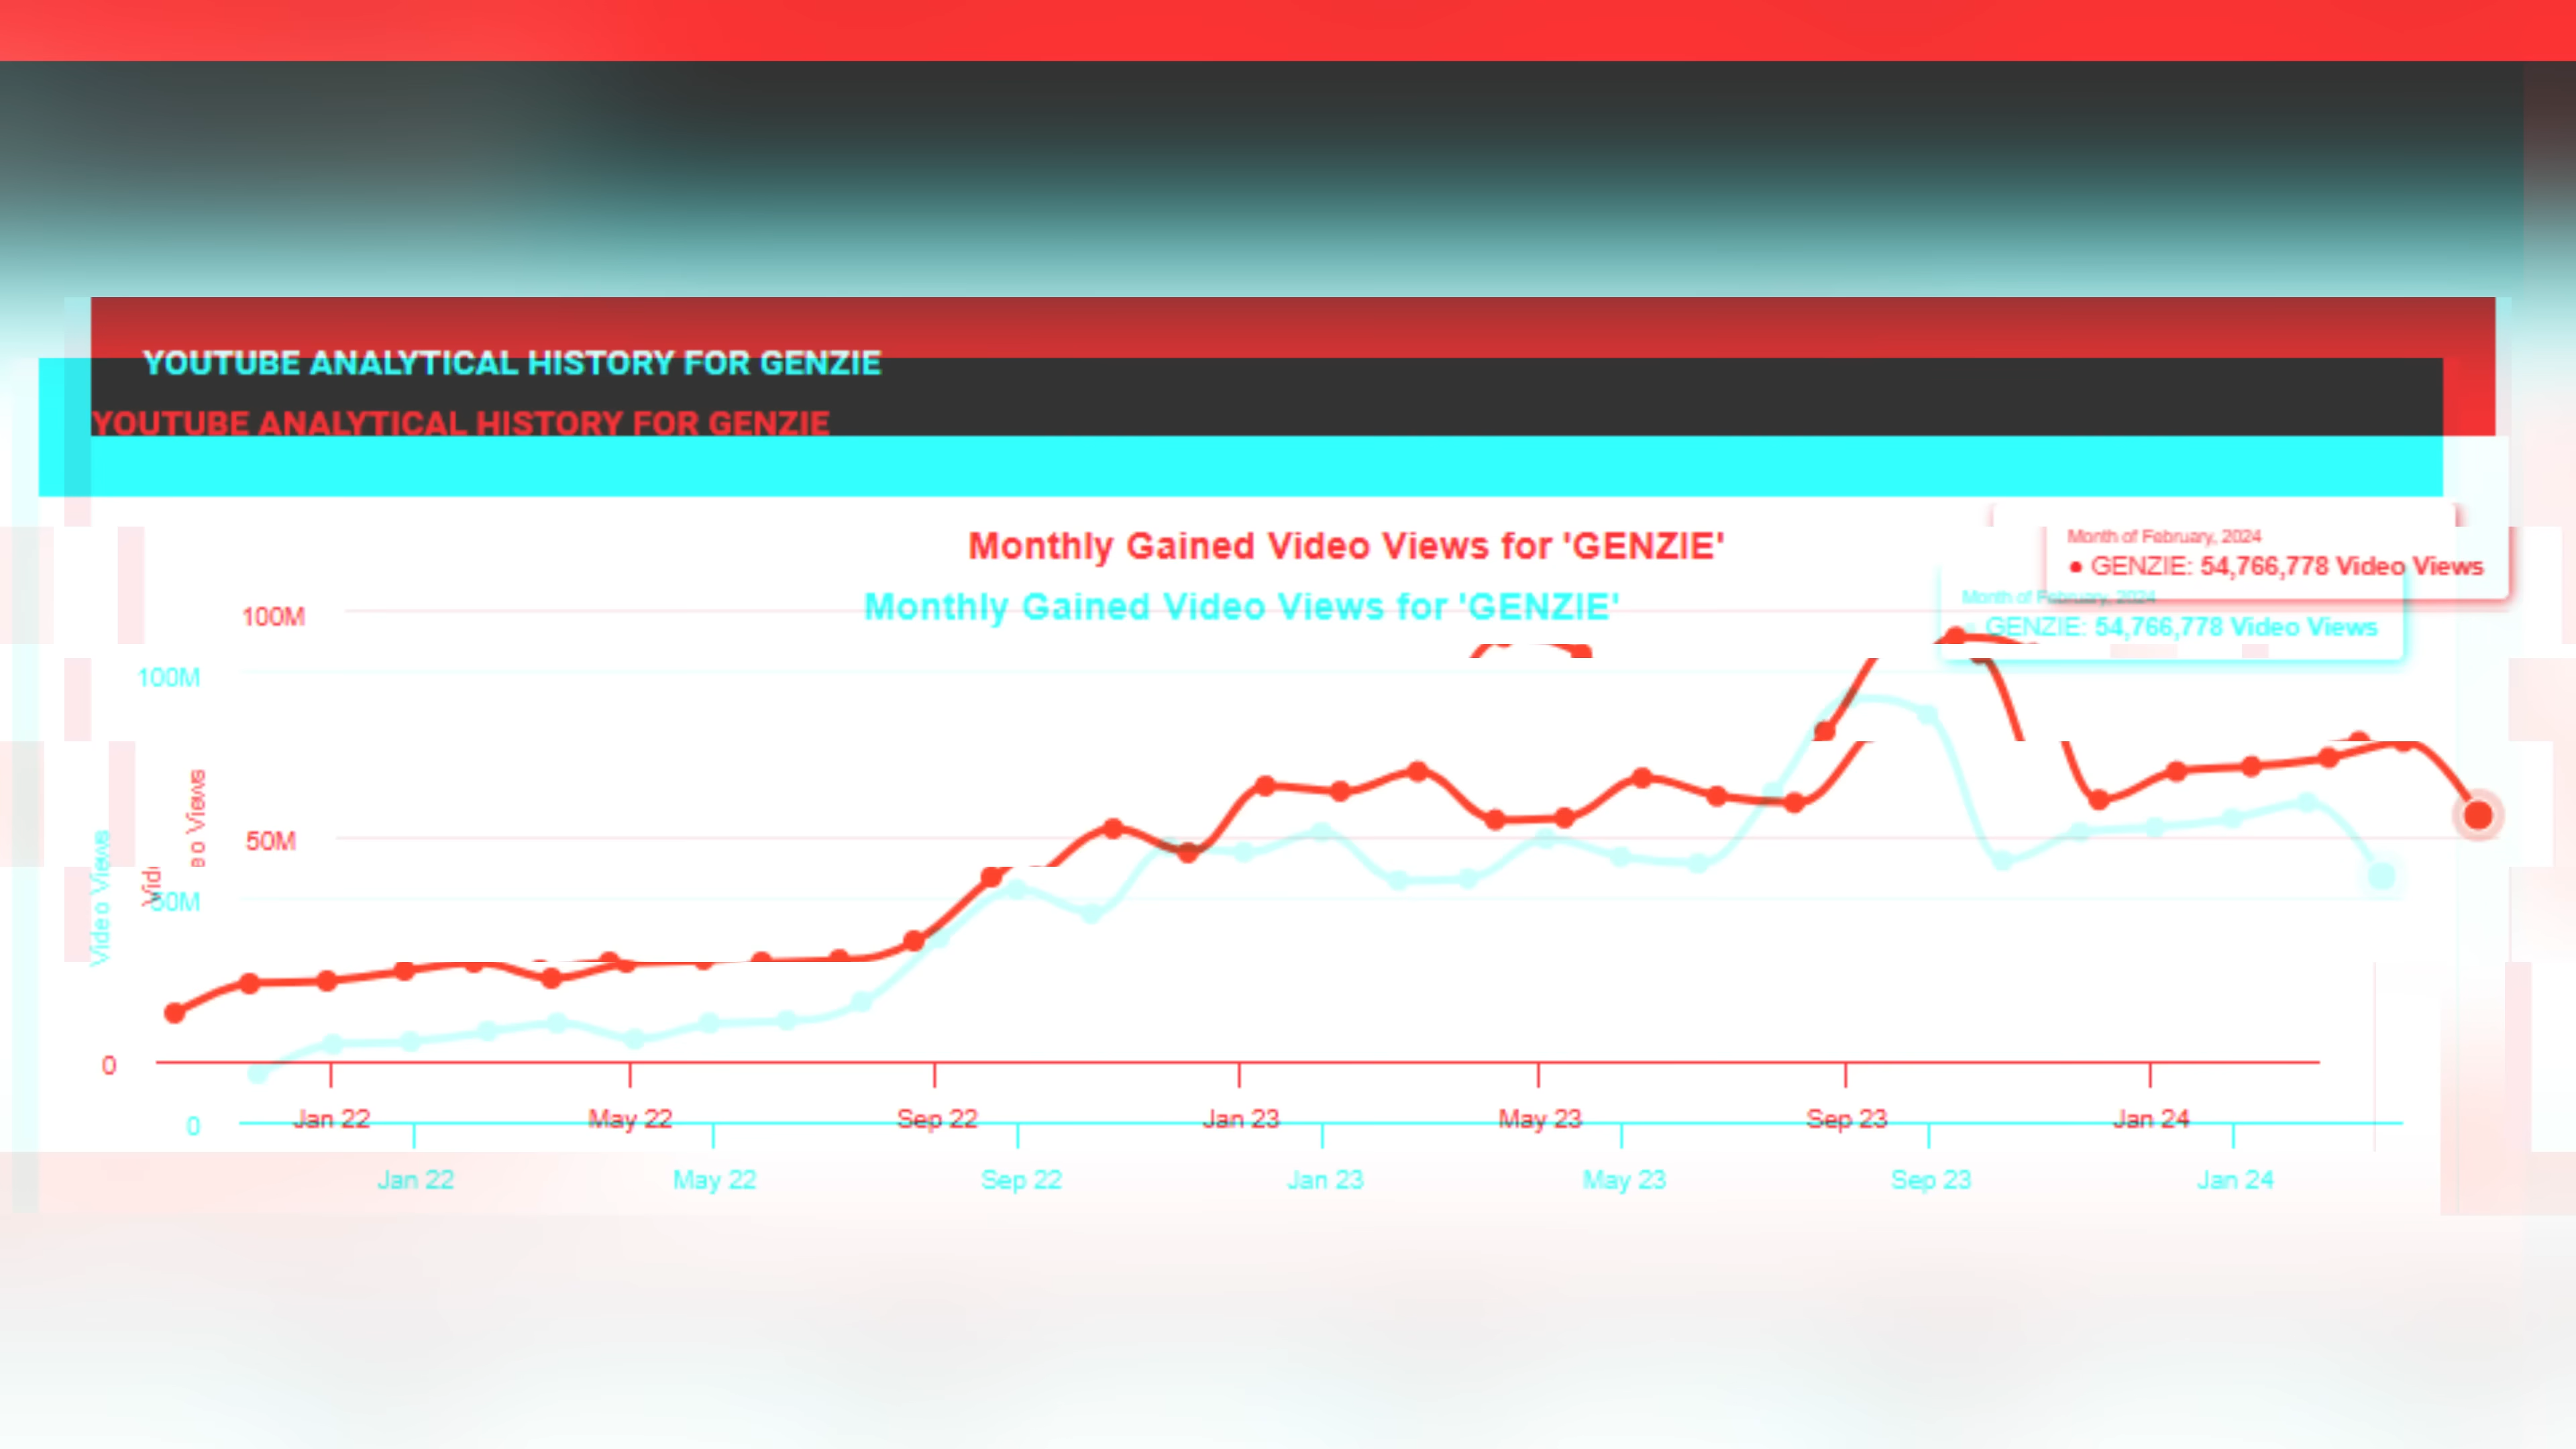 YOUTUBE ANALYTICAL HISTORY FOR GENZIE
YOUTUBE ANALYTICAL HISTORY FOR GENZIE
Monthly Gained Video Views for 'GENZIE'
Month of February, 2024
GENZIE: 54,766,778 Video Views
Monthly Gained Video Views for 'GENZIE'
Month of February, 2024
GENZIE: 54,766,778 Video Views
100M
100M
Video Views
Video Views
50M
50M
0
Jan 22 May 22 Sep 22 Jan 23 May 23 Sep 23 Jan 24
0
Jan 22 May 22 Sep 22 Jan 23 May 23 Sep 23 Jan 24